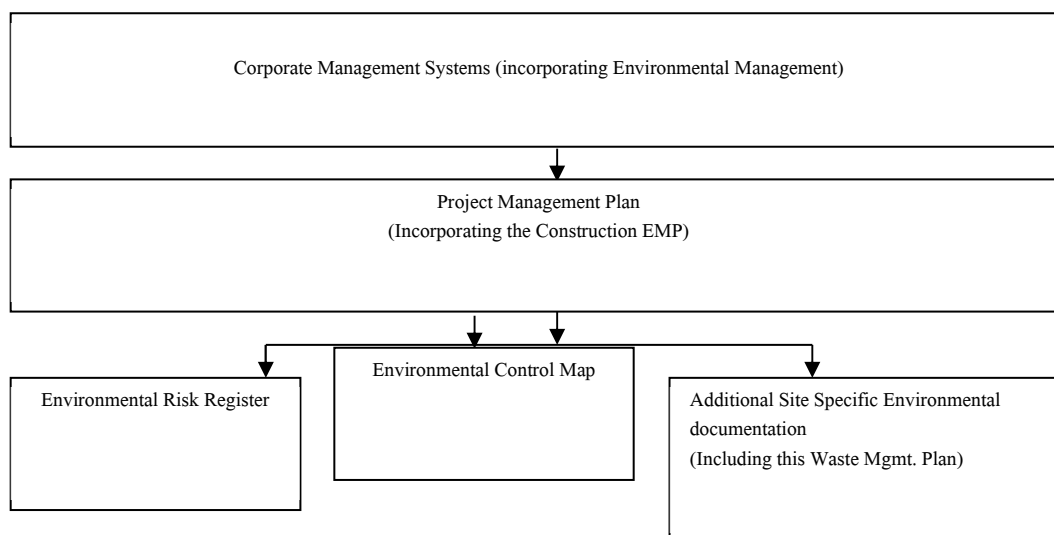 Corporate Management Systems (incorporating Environmental Management)
Project Management Plan
(Incorporating the Construction EMP)
Environmental Control Map
Environmental Risk Register
Additional Site Specific Environmental
documentation
(Including this Waste Mgmt. Plan)